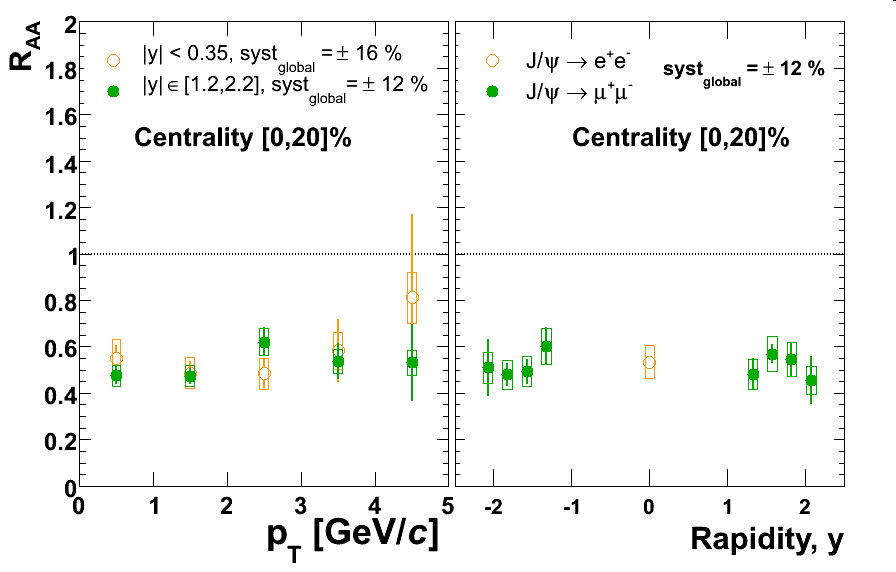 R_AA
2
1.8
1.6
1.4
1.2
1
0.8
0.6
0.4
0.2
0
|y| < 0.35, syst_global = ± 16 %
|y| ∈ [1.2,2.2], syst_global = ± 12 %
Centrality [0,20]%
0 1 2 3 4 5
p_T [GeV/c]
J/ψ → e⁺e⁻
J/ψ → μ⁺μ⁻
syst_global = ± 12 %
Centrality [0,20]%
-2 -1 0 1 2
Rapidity, y